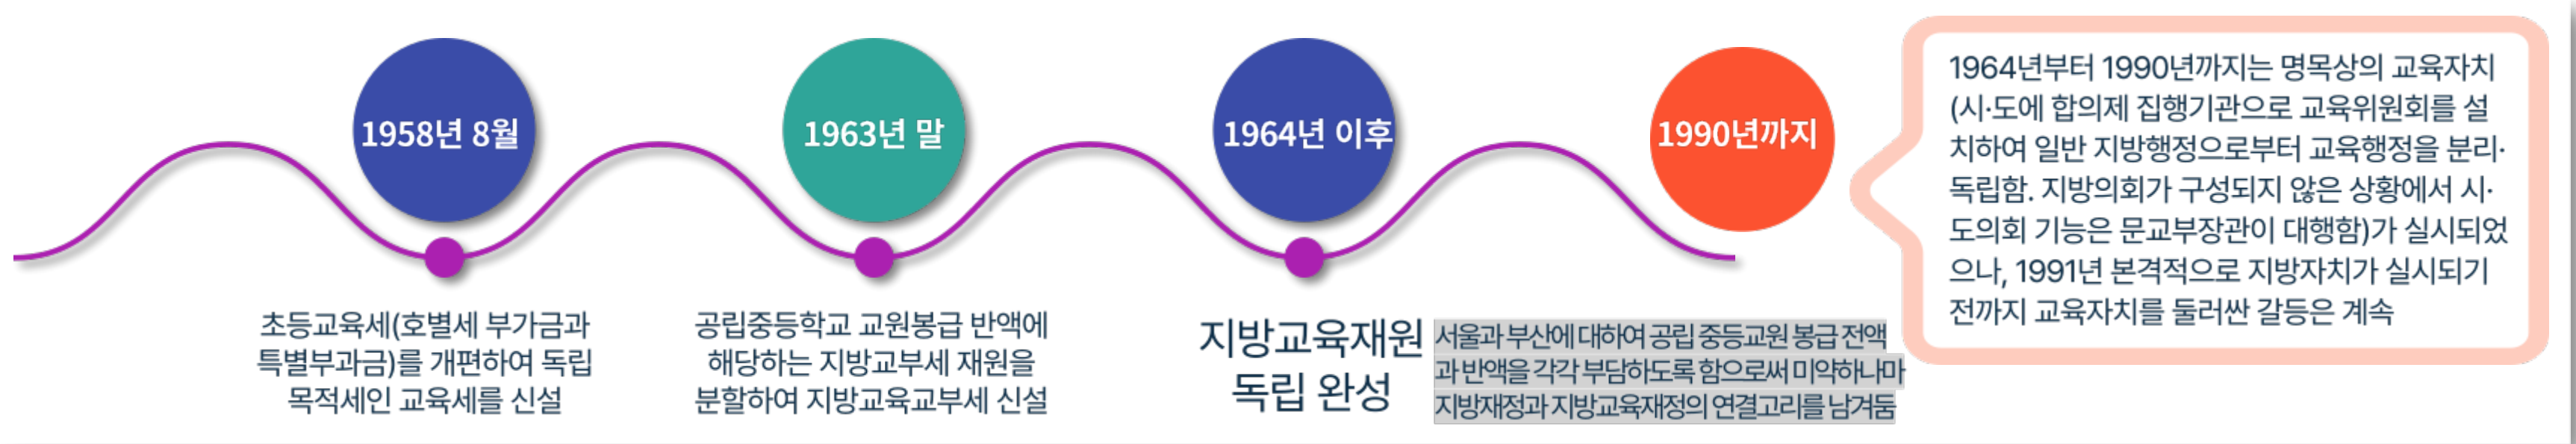 1958년 8월
초등교육세(호별세 부가금과
특별부과금)를 개편하여 독립
목적세인 교육세를 신설
1963년 말
공립중등학교 교원봉급 반액에
해당하는 지방교부세 재원을
분할하여 지방교육교부세 신설
1964년 이후
지방교육재원
독립 완성
서울과 부산에 대하여 공립 중등교원 봉급 전액
과 반액을 각각 부담하도록 함으로써 미약하나마
지방재정과 지방교육재정의 연결고리를 남겨둠
1990년까지
1964년부터 1990년까지는 명목상의 교육자치
(시·도에 합의제 집행기관으로 교육위원회를 설
치하여 일반 지방행정으로부터 교육행정을 분리·
독립함. 지방의회가 구성되지 않은 상황에서 시·
도의회 기능은 문교부장관이 대행함)가 실시되었
으나, 1991년 본격적으로 지방자치가 실시되기
전까지 교육자치를 둘러싼 갈등은 계속